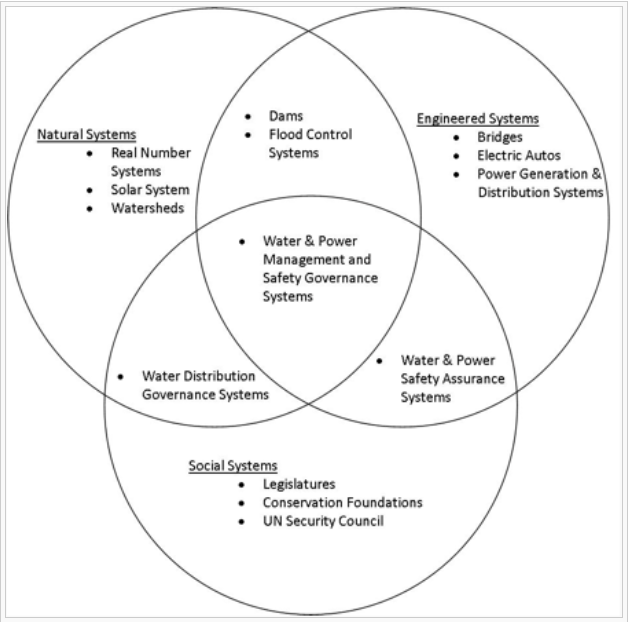 Natural Systems
• Real Number
Systems
• Solar System
• Watersheds
• Dams
• Flood Control
Systems
Engineered Systems
• Bridges
• Electric Autos
• Power Generation &
Distribution Systems
• Water & Power
Management and
Safety Governance
Systems
• Water Distribution
Governance Systems
• Water & Power
Safety Assurance
Systems
Social Systems
• Legislatures
• Conservation Foundations
• UN Security Council